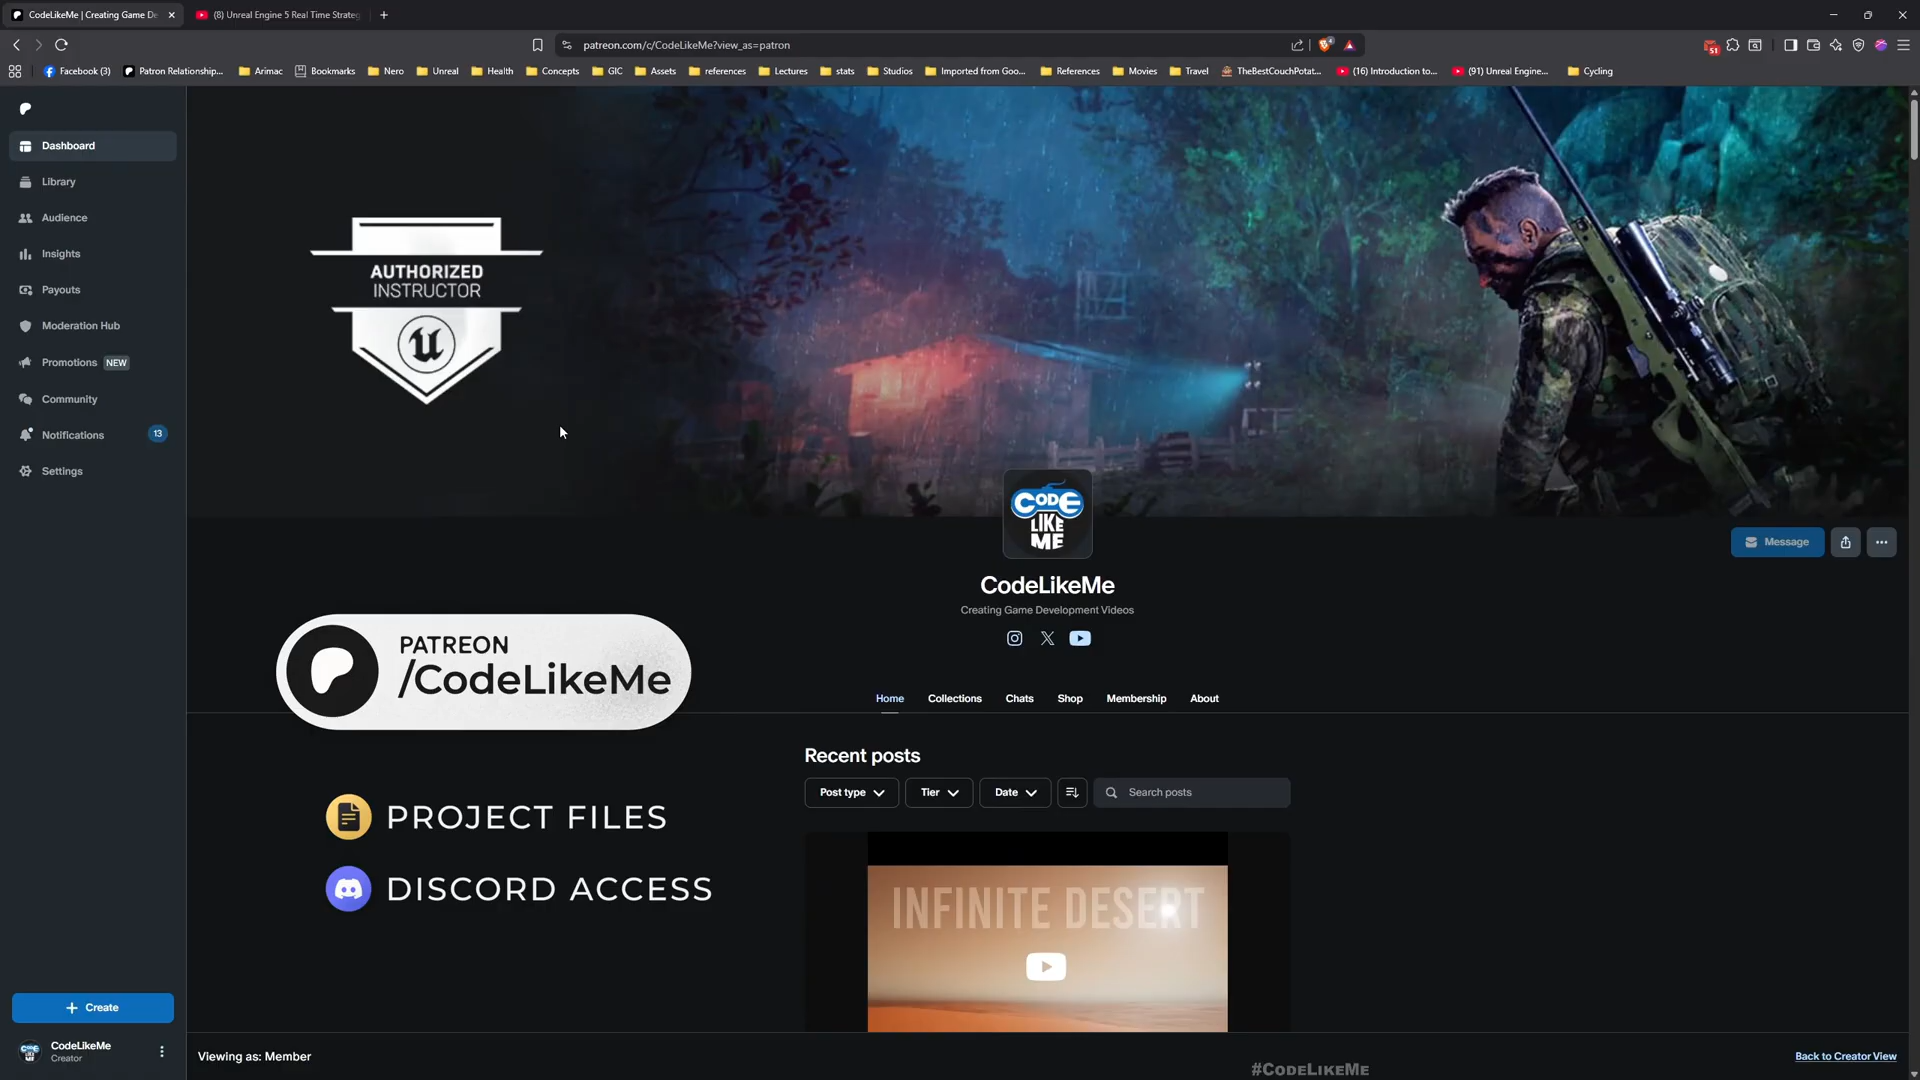 CodeLikeMe | Creating Game De
(8) Unreal Engine 5 Real Time Strateg
patreon.com/c/CodeLikeMe?view_as=patron
51
4
Facebook (3)
Patron Relationship...
Arimac
Bookmarks
Nero
Unreal
Health
Concepts
GIC
Assets
references
Lectures
stats
Studios
Imported from Goo...
References
Movies
Travel
TheBestCouchPotat...
(16) Introduction to...
(91) Unreal Engine...
Cycling
Dashboard
Library
Audience
Insights
Payouts
Moderation Hub
Promotions NEW
Community
Notifications 13
Settings
AUTHORIZED
INSTRUCTOR
CODE
LIKE
ME
Message
CodeLikeMe
Creating Game Development Videos
PATREON
/CodeLikeMe
Home Collections Chats Shop Membership About
Recent posts
Post type Tier Date Search posts
PROJECT FILES
DISCORD ACCESS
INFINITE DESERT
Create
CodeLikeMe
Creator
Viewing as: Member
Back to Creator View
#CODELIKEME